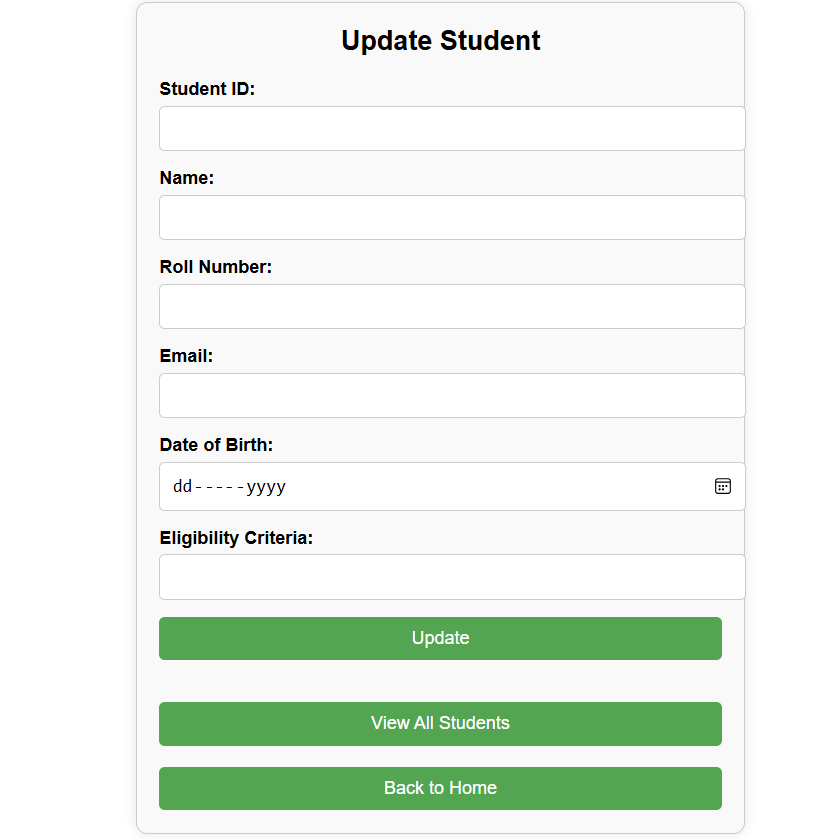 Update Student
Student ID:
Name:
Roll Number:
Email:
Date of Birth:
dd-----yyyy
Eligibility Criteria:
Update
View All Students
Back to Home